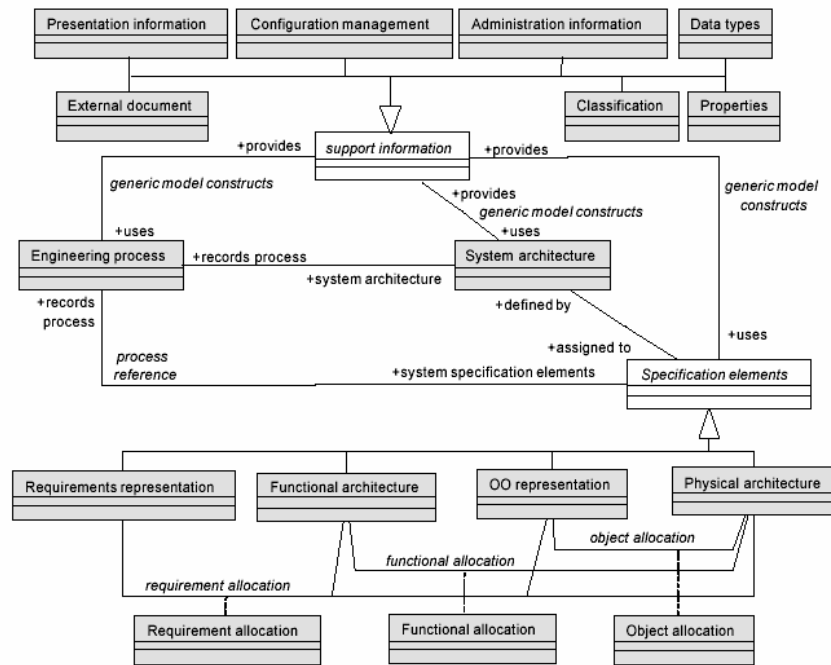 Presentation information
Configuration management
Administration information
Data types
External document
Classification
Properties
support information
+provides
+provides
generic model constructs
+provides
generic model
constructs
generic model constructs
+uses
+uses
Engineering process
+records process
System architecture
+system architecture
+records
process
+defined by
+uses
+assigned to
process
reference
+system specification elements
Specification elements
Requirements representation
Functional architecture
OO representation
Physical architecture
object allocation
functional allocation
requirement allocation
Requirement allocation
Functional allocation
Object allocation